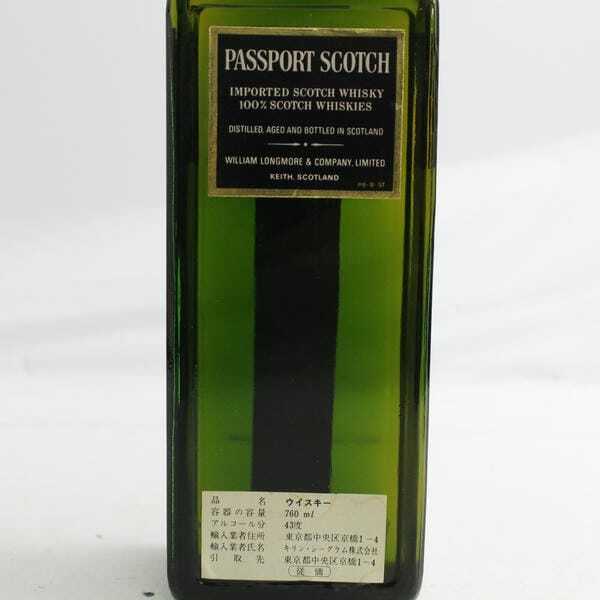 PASSPORT SCOTCH
IMPORTED SCOTCH WHISKY
100% SCOTCH WHISKIES
DISTILLED, AGED AND BOTTLED IN SCOTLAND
WILLIAM LONGMORE & COMPANY, LIMITED
KEITH, SCOTLAND
品名 ウイスキー
容器の容量 760 ml
アルコール分 43度
輸入業者住所 東京都中央区京橋1-4
輸入業者氏名 キリン・シーグラム株式会社
引取先 東京都中央区京橋1-4
従価